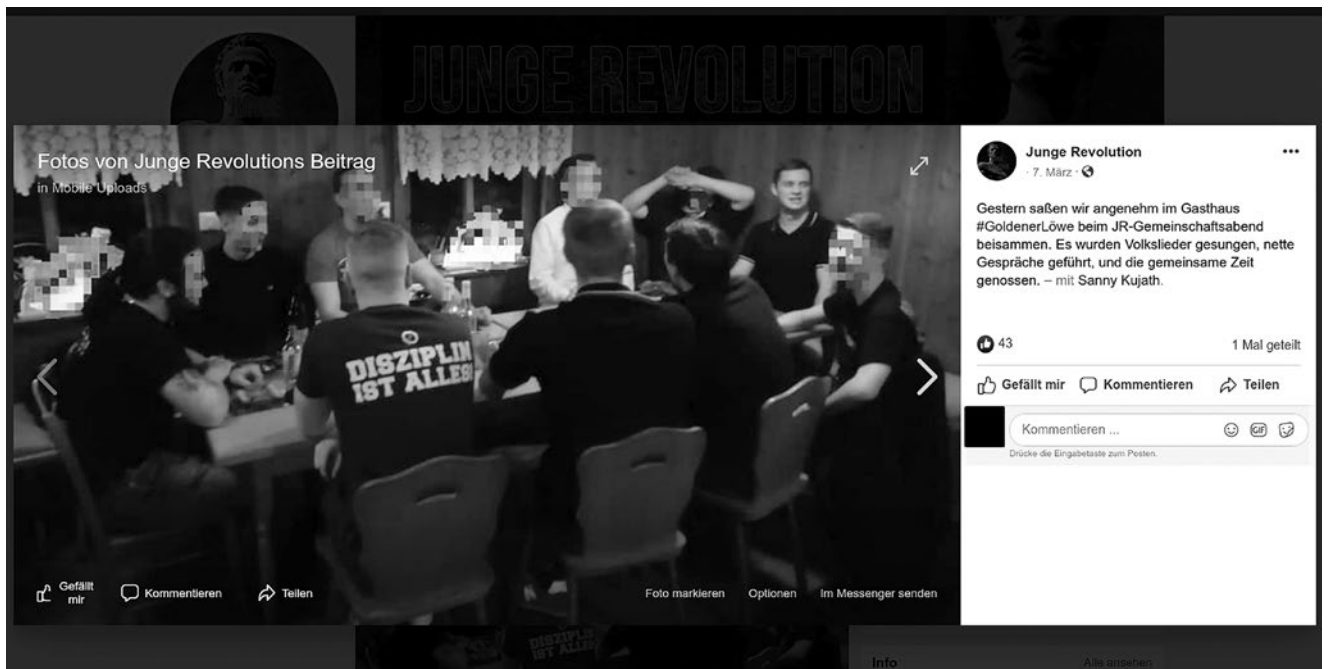 JUNGE REVOLUTION
Fotos von Junge Revolutions Beitrag
in Mobile Uploads
DISZIPLIN
IST ALLES!
Gefällt
mir
Kommentieren
Teilen
Foto markieren
Optionen
Im Messenger senden
Junge Revolution
· 7. März ·
Gestern saßen wir angenehm im Gasthaus
#GoldenerLöwe beim JR-Gemeinschaftsabend
beisammen. Es wurden Volkslieder gesungen, nette
Gespräche geführt, und die gemeinsame Zeit
genossen. – mit Sanny Kujath.
43
1 Mal geteilt
Gefällt mir
Kommentieren
Teilen
Kommentieren ...
GIF
Drücke die Eingabetaste zum Posten.
DISZIPLIN
IST ALLES!
Info
Alle ansehen